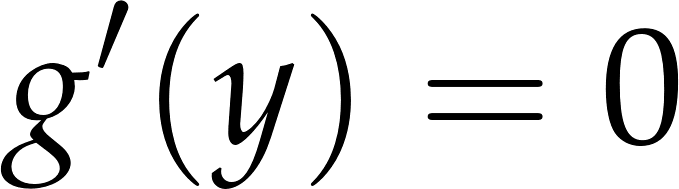 g′(y) = 0